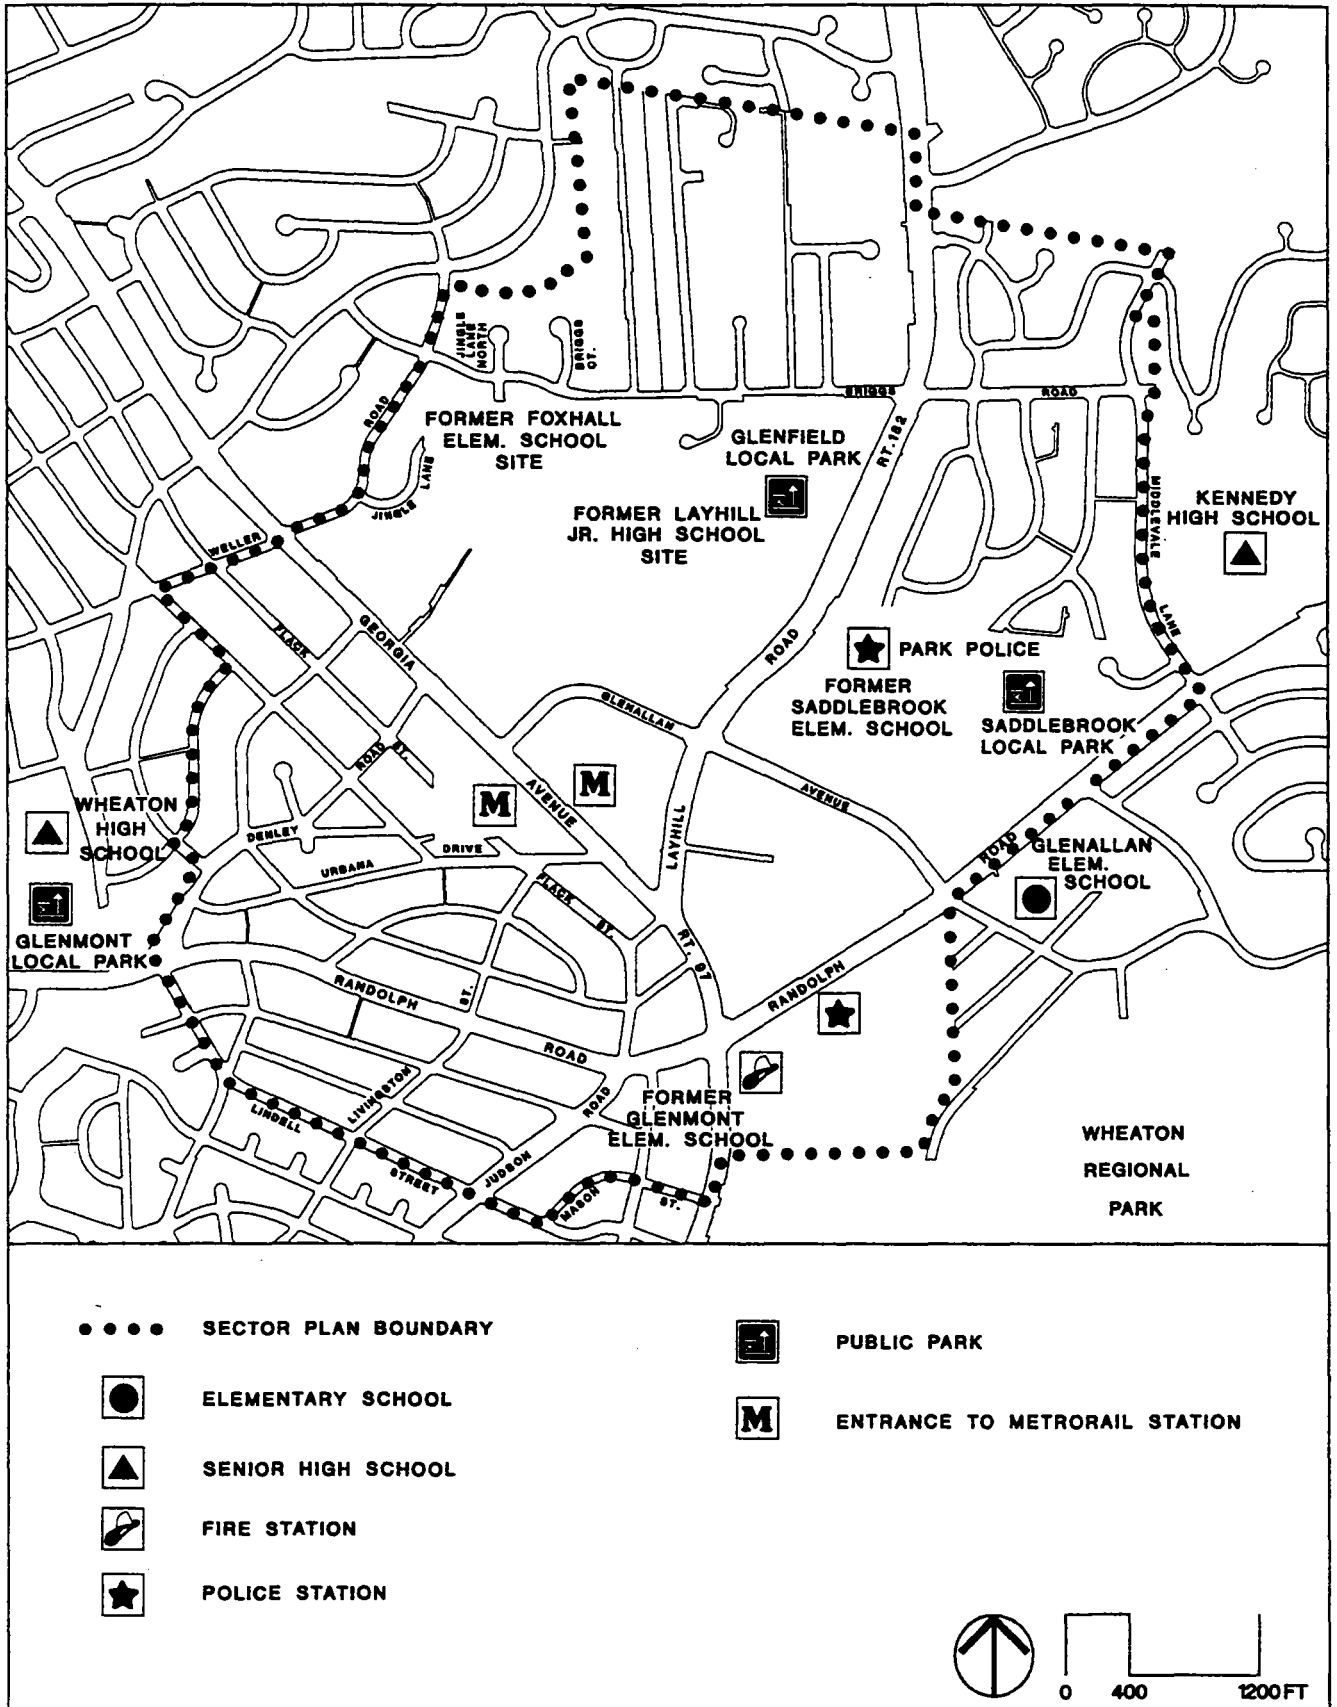 JINGLE
LANE
NORTH
BRIGGS
CT.
ROAD
BRIGGS
ROAD
FORMER FOXHALL
ELEM. SCHOOL
SITE
GLENFIELD
LOCAL PARK
RT.182
JINGLE
LANE
FORMER LAYHILL
JR. HIGH SCHOOL
SITE
MIDDLEVALE
LANE
KENNEDY
HIGH SCHOOL
WELLER
FLACK
GEORGIA
ROAD
PARK POLICE
FORMER
SADDLEBROOK
ELEM. SCHOOL
SADDLEBROOK
LOCAL PARK
GLENALLAN
ROAD
ST.
M
AVENUE
M
AVENUE
WHEATON
HIGH
SCHOOL
DENLEY
DRIVE
URBANA
LAYHILL
ROAD
GLENALLAN
ELEM.
SCHOOL
FLACK
ST.
GLENMONT
LOCAL PARK
RT. 97
RANDOLPH
ST.
RANDOLPH
ROAD
LIVINGSTON
ROAD
FORMER
GLENMONT
ELEM. SCHOOL
LINDELL
STREET
JUDSON
MASON
ST.
WHEATON
REGIONAL
PARK
SECTOR PLAN BOUNDARY
ELEMENTARY SCHOOL
SENIOR HIGH SCHOOL
FIRE STATION
POLICE STATION
PUBLIC PARK
M
ENTRANCE TO METRORAIL STATION
0 400 1200 FT